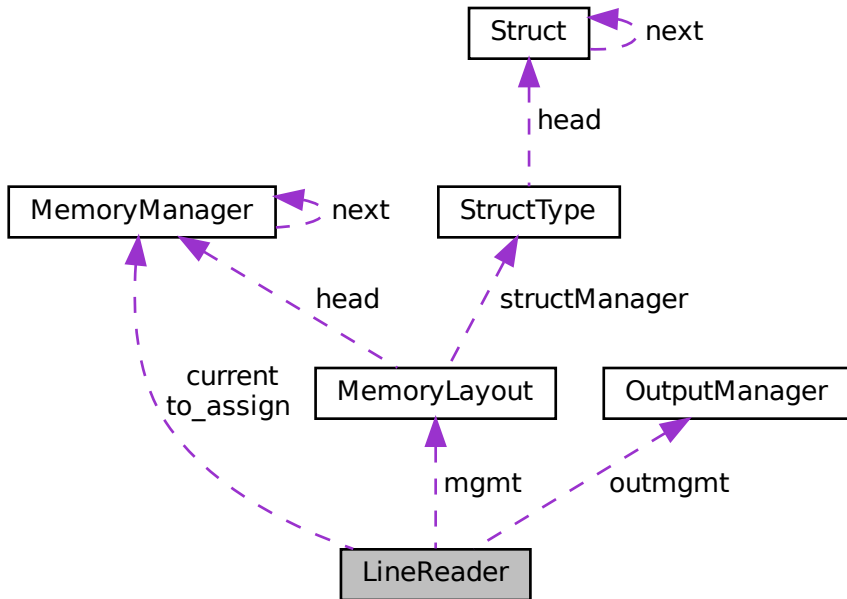 Struct
next
head
MemoryManager
next
StructType
head
structManager
current
to_assign
MemoryLayout
OutputManager
mgmt
outmgmt
LineReader